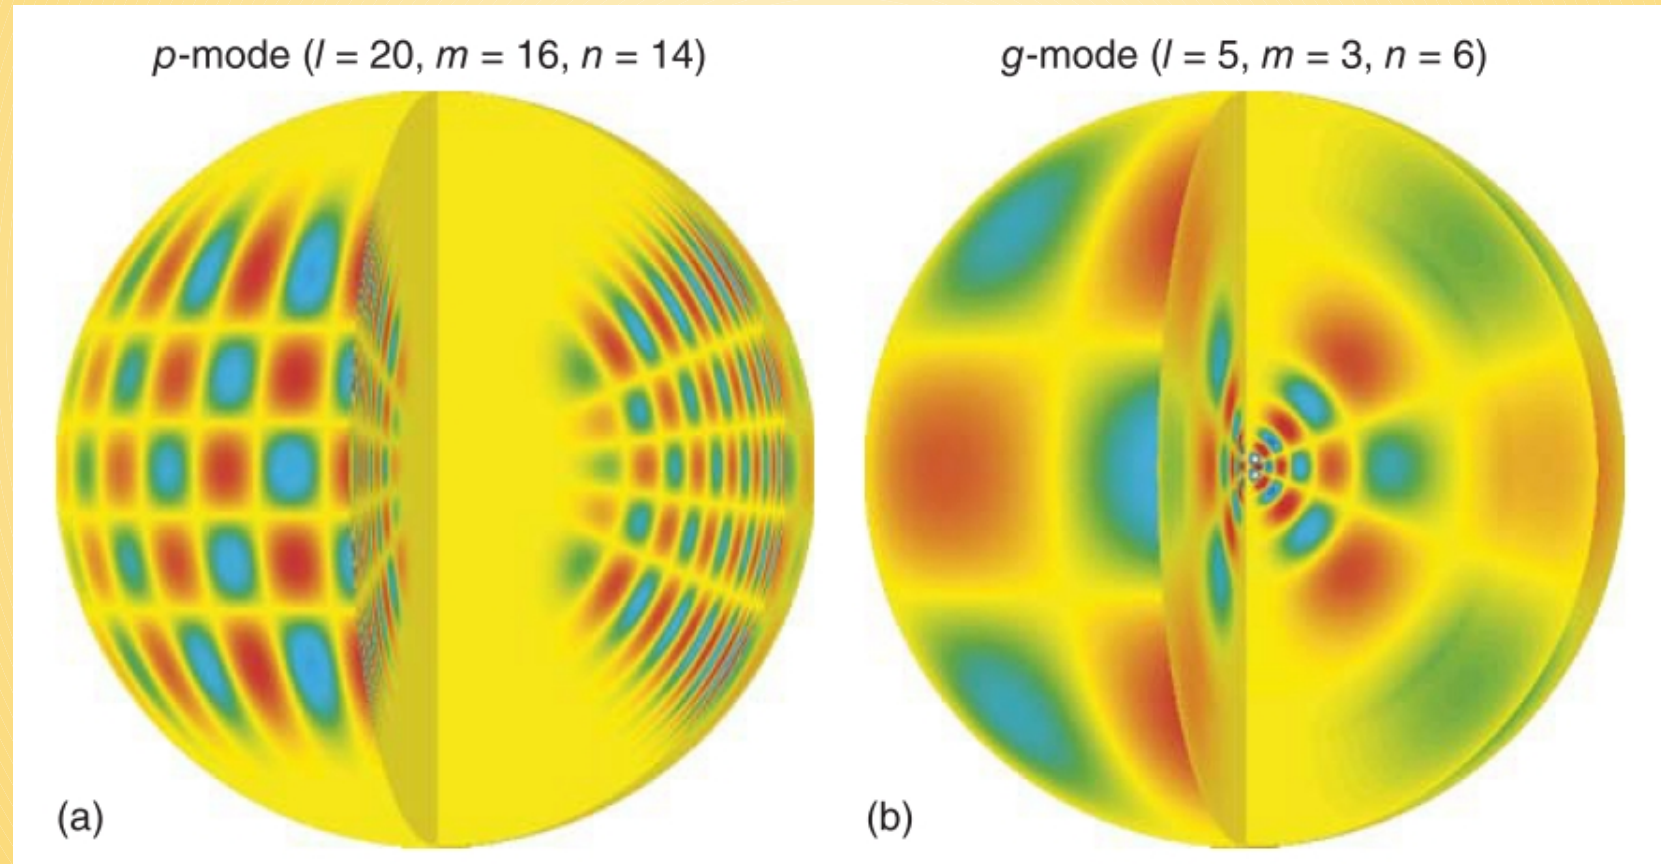 p-mode (l = 20, m = 16, n = 14)
g-mode (l = 5, m = 3, n = 6)
(a)
(b)